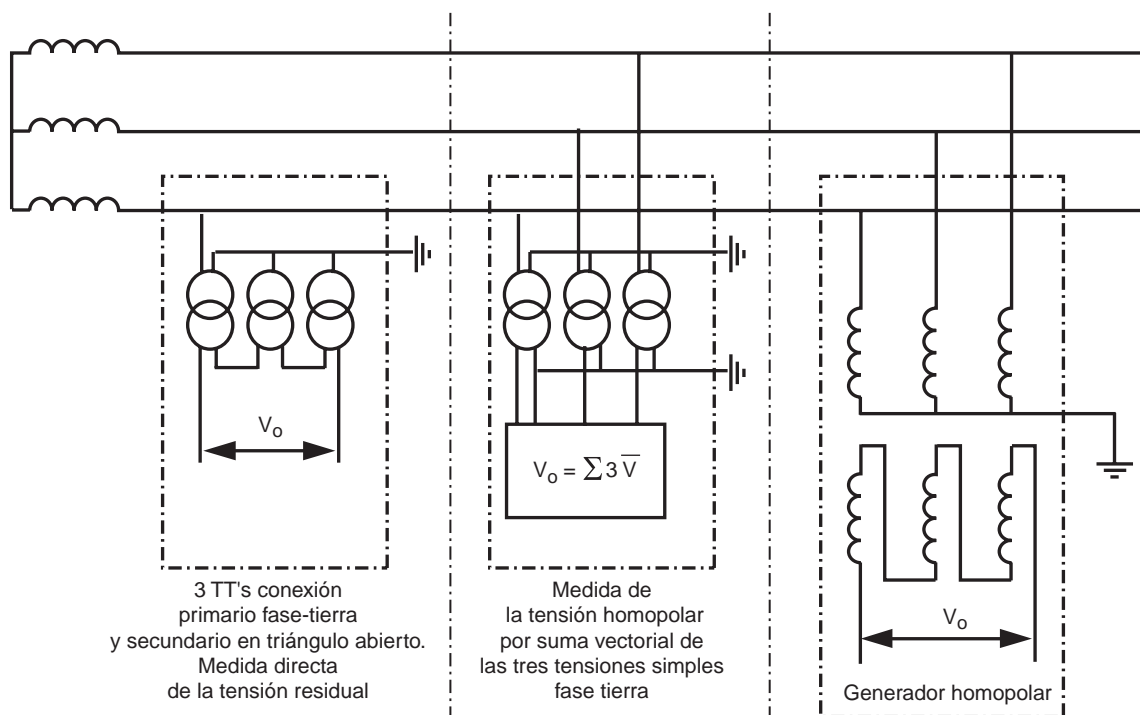 Vo
3 TT's conexión
primario fase-tierra
y secundario en triángulo abierto.
Medida directa
de la tensión residual
Vo = ∑ 3 V̅
Medida de
la tensión homopolar
por suma vectorial de
las tres tensiones simples
fase tierra
Vo
Generador homopolar